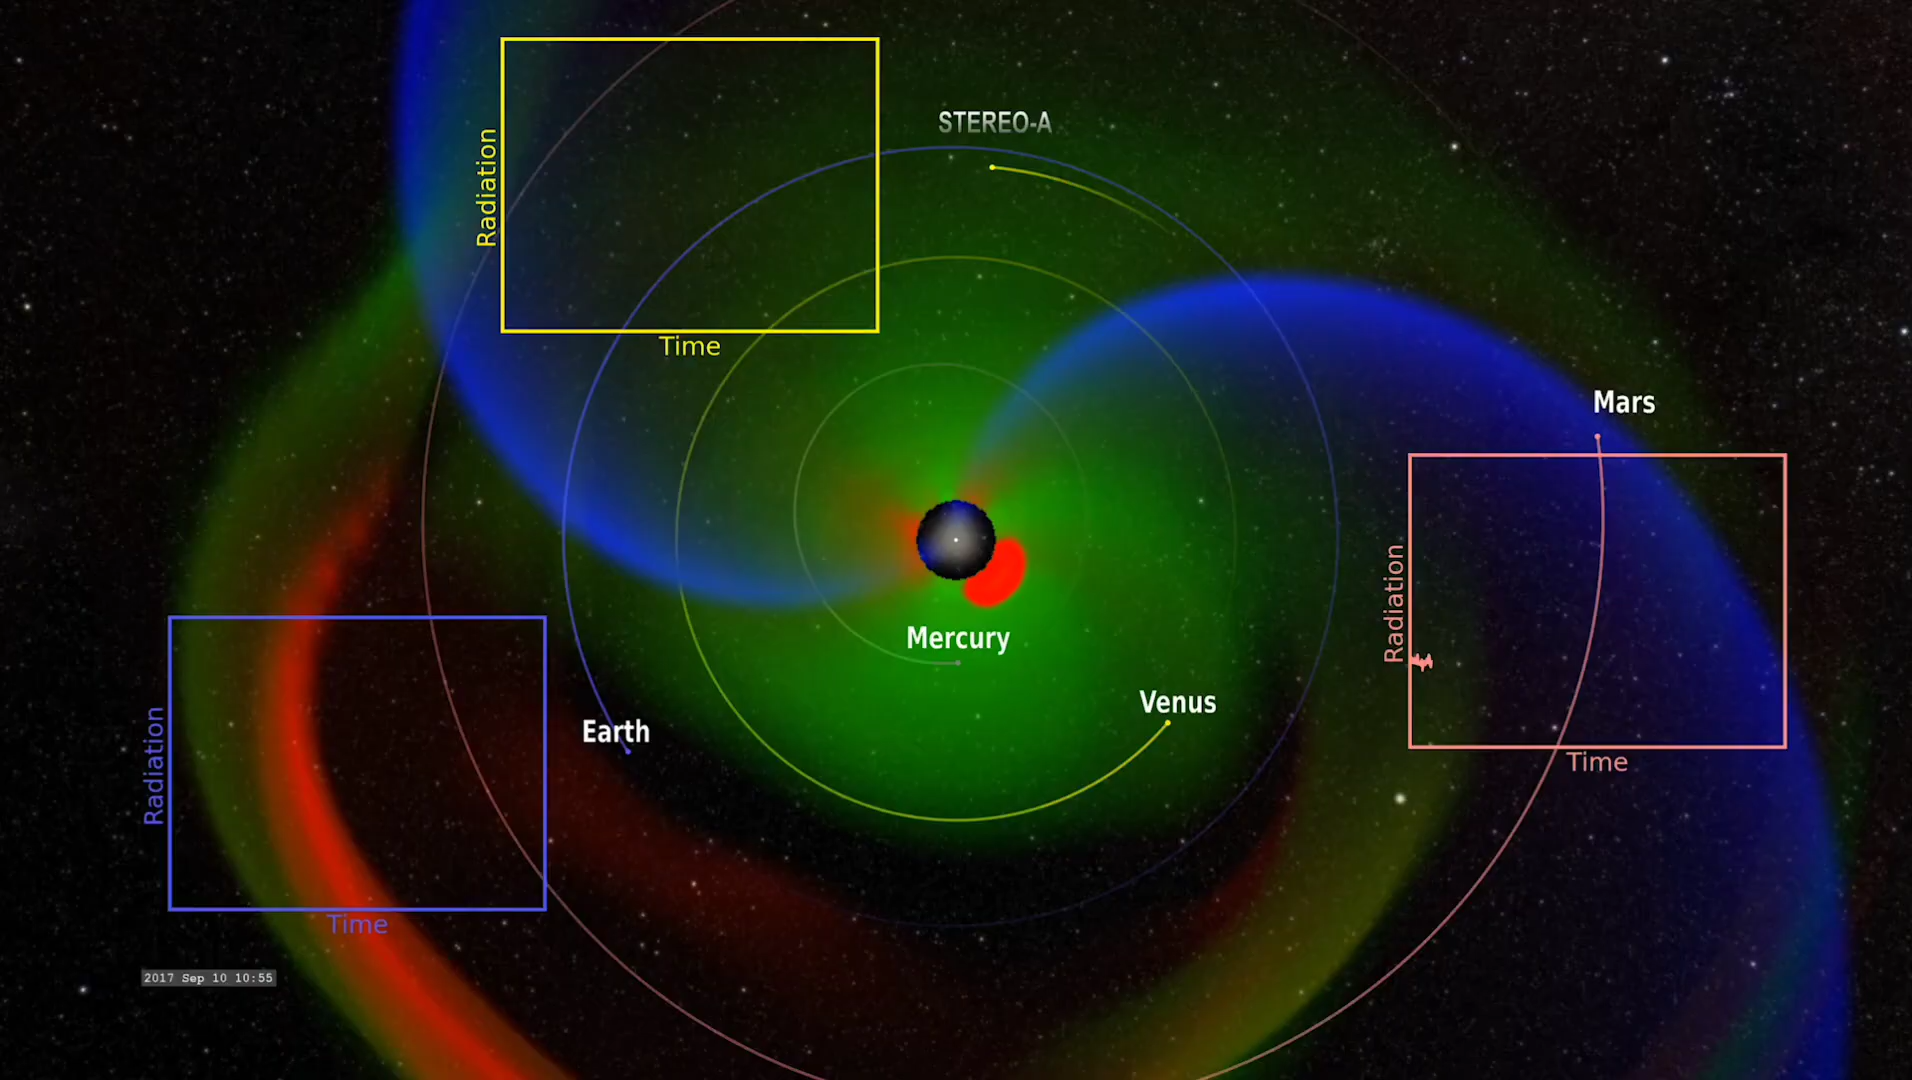 STEREO-A
Radiation
Time
Mars
Radiation
Time
Mercury
Venus
Earth
Radiation
Time
2017 Sep 10 10:55